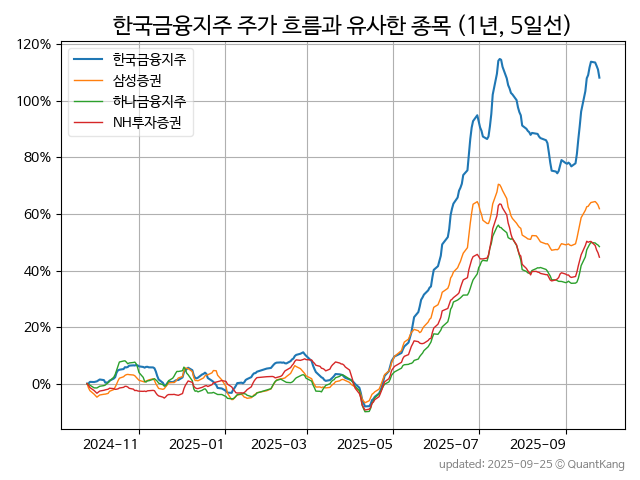 한국금융지주 주가 흐름과 유사한 종목 (1년, 5일선)
120%
100%
80%
60%
40%
20%
0%
한국금융지주
삼성증권
하나금융지주
NH투자증권
2024-11
2025-01
2025-03
2025-05
2025-07
2025-09
updated: 2025-09-25 © QuantKang